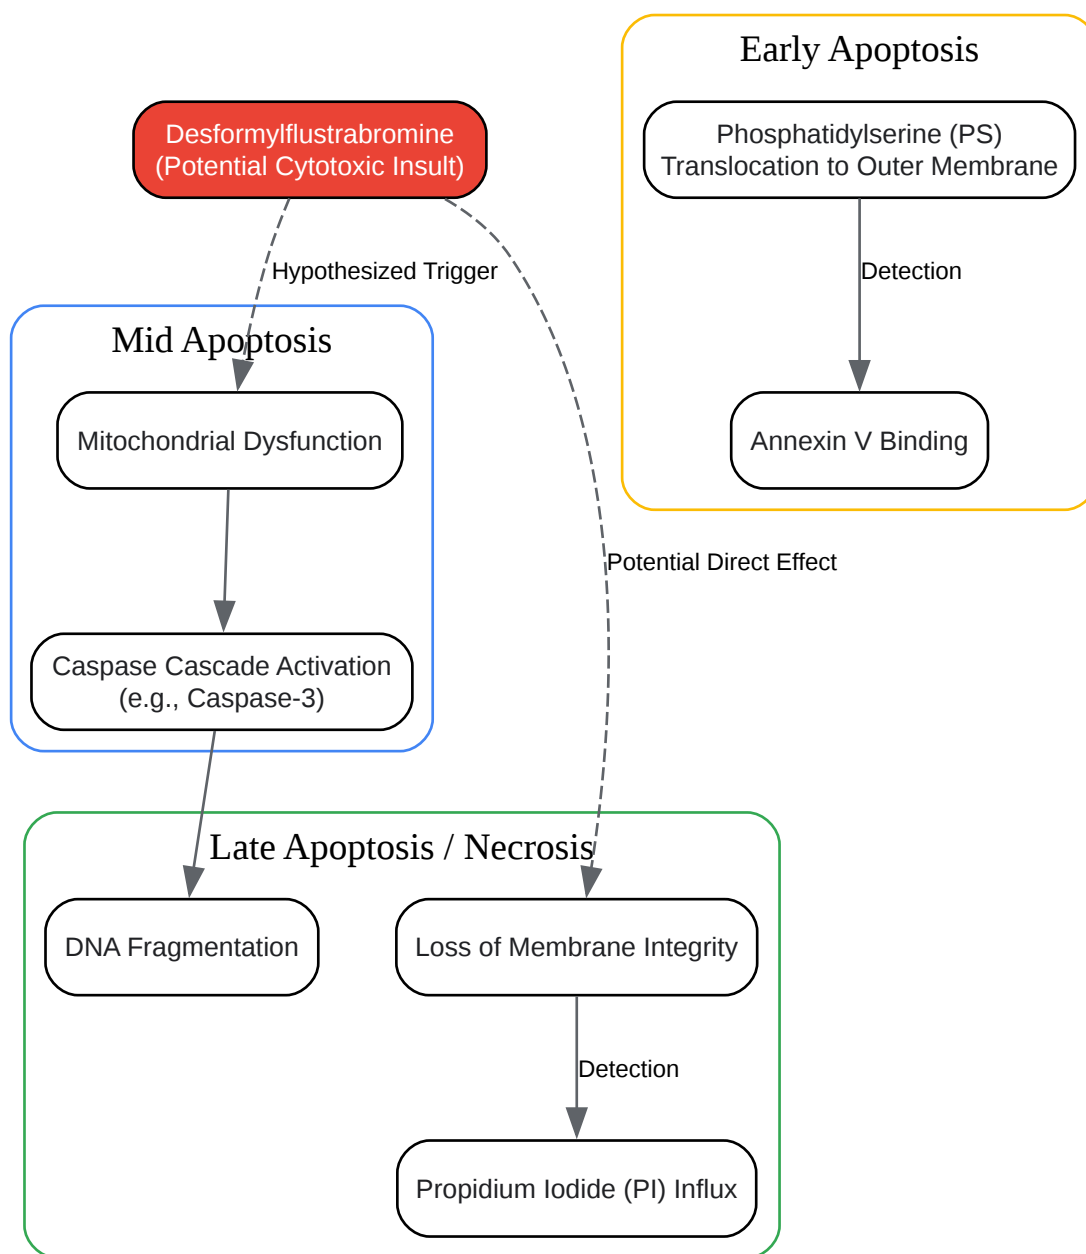 Early Apoptosis
Desformylflustrabromine
(Potential Cytotoxic Insult)
Phosphatidylserine (PS)
Translocation to Outer Membrane
Hypothesized Trigger
Detection
Mid Apoptosis
Mitochondrial Dysfunction
Annexin V Binding
Potential Direct Effect
Caspase Cascade Activation
(e.g., Caspase-3)
Late Apoptosis / Necrosis
DNA Fragmentation
Loss of Membrane Integrity
Detection
Propidium Iodide (PI) Influx